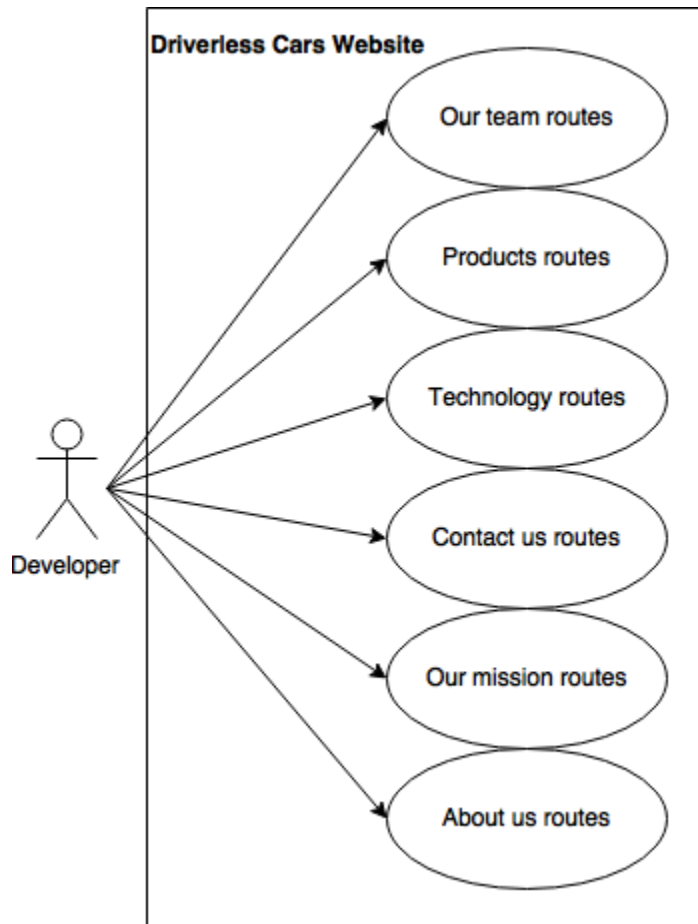 Driverless Cars Website
Our team routes
Products routes
Technology routes
Contact us routes
Developer
Our mission routes
About us routes